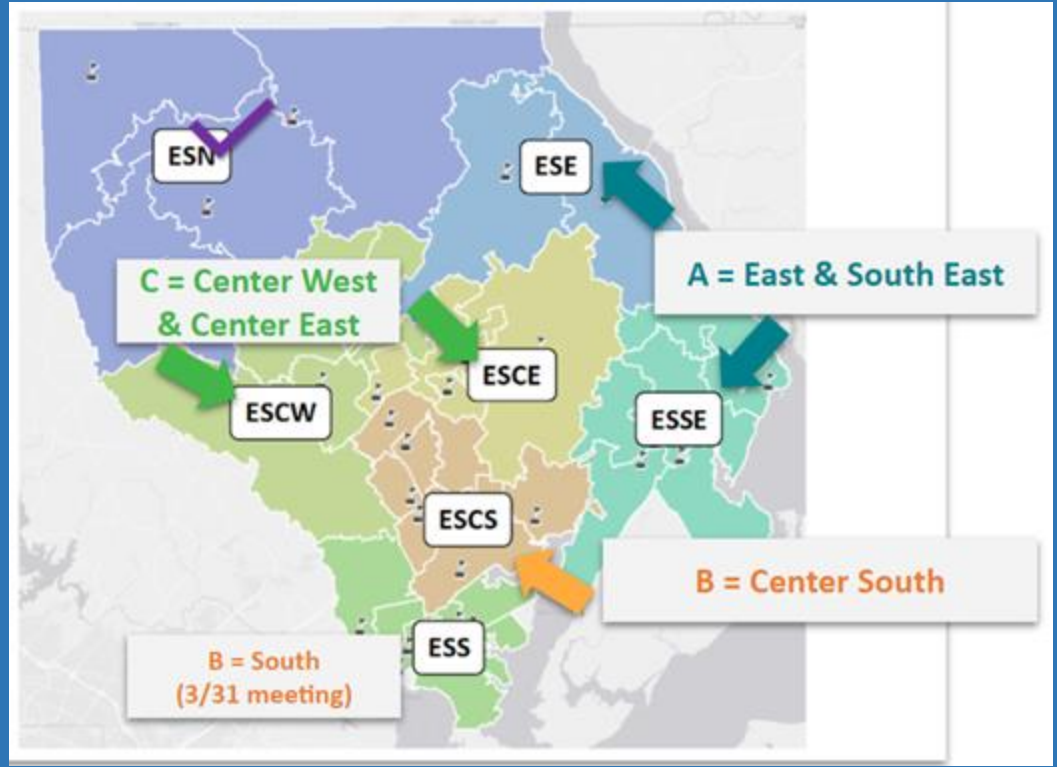 ESN
ESE
A = East & South East
C = Center West
& Center East
ESCE
ESCW
ESSE
ESCS
B = Center South
ESS
B = South
(3/31 meeting)